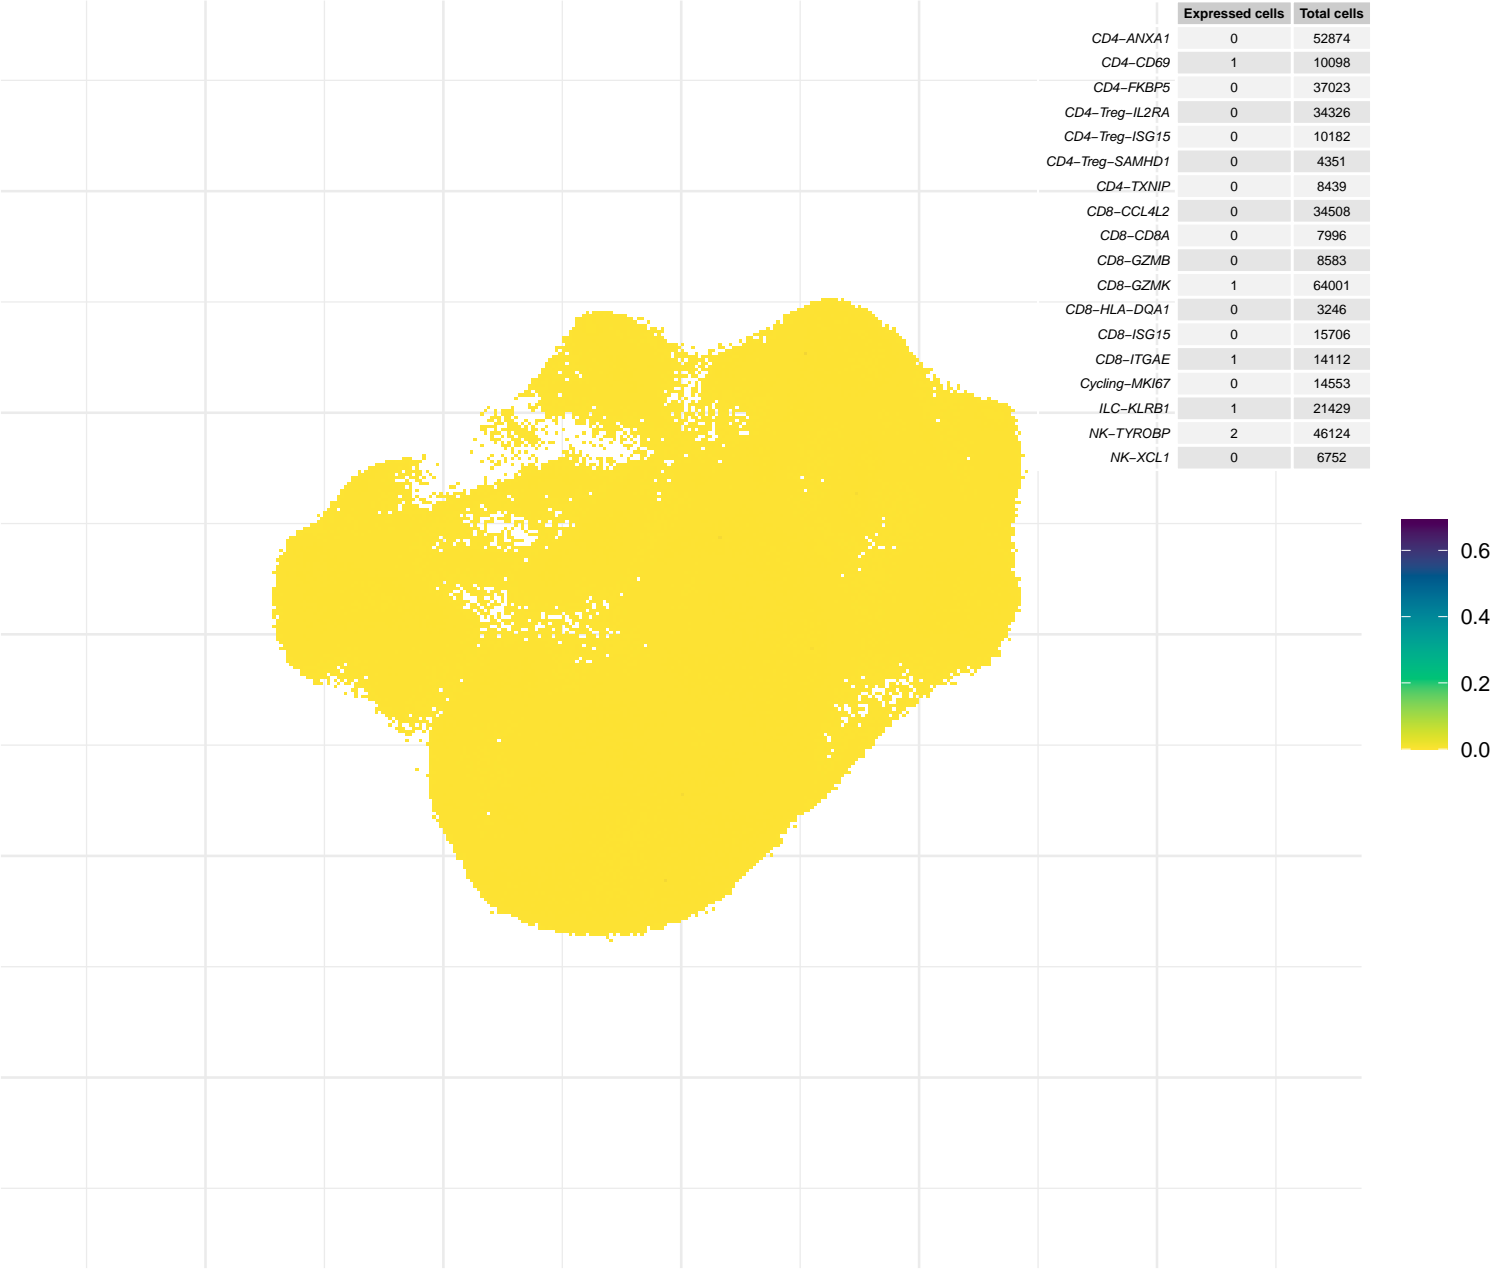 Expressed cells Total cells
CD4−ANXA1 0 52874
CD4−CD69 1 10098
CD4−FKBP5 0 37023
CD4−Treg−IL2RA 0 34326
CD4−Treg−ISG15 0 10182
CD4−Treg−SAMHD1 0 4351
CD4−TXNIP 0 8439
CD8−CCL4L2 0 34508
CD8−CD8A 0 7996
CD8−GZMB 0 8583
CD8−GZMK 1 64001
CD8−HLA−DQA1 0 3246
CD8−ISG15 0 15706
CD8−ITGAE 1 14112
Cycling−MKI67 0 14553
ILC−KLRB1 1 21429
NK−TYROBP 2 46124
NK−XCL1 0 6752
0.6
0.4
0.2
0.0